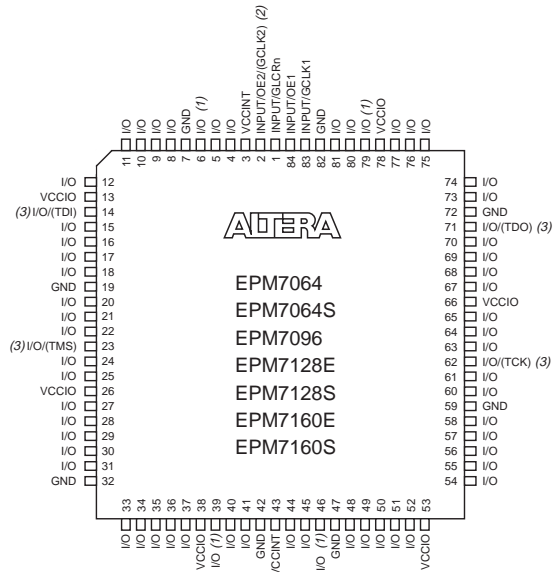 I/O I/O I/O I/O GND I/O (1) I/O I/O VCCINT INPUT/OE2/(GCLK2) (2) INPUT/GLCRn INPUT/OE1 INPUT/GCLK1 GND I/O I/O I/O (1) VCCIO I/O I/O I/O
11 10 9 8 7 6 5 4 3 2 1 84 83 82 81 80 79 78 77 76 75
I/O 12
VCCIO 13
(3) I/O/(TDI) 14
I/O 15
I/O 16
I/O 17
I/O 18
GND 19
I/O 20
I/O 21
I/O 22
(3) I/O/(TMS) 23
I/O 24
I/O 25
VCCIO 26
I/O 27
I/O 28
I/O 29
I/O 30
I/O 31
GND 32
ALTERA
EPM7064
EPM7064S
EPM7096
EPM7128E
EPM7128S
EPM7160E
EPM7160S
74 I/O
73 I/O
72 GND
71 I/O/(TDO) (3)
70 I/O
69 I/O
68 I/O
67 I/O
66 VCCIO
65 I/O
64 I/O
63 I/O
62 I/O/(TCK) (3)
61 I/O
60 I/O
59 GND
58 I/O
57 I/O
56 I/O
55 I/O
54 I/O
33 34 35 36 37 38 39 40 41 42 43 44 45 46 47 48 49 50 51 52 53
I/O I/O I/O I/O I/O VCCIO I/O (1) I/O I/O GND VCCINT I/O I/O I/O (1) GND I/O I/O I/O I/O I/O VCCIO